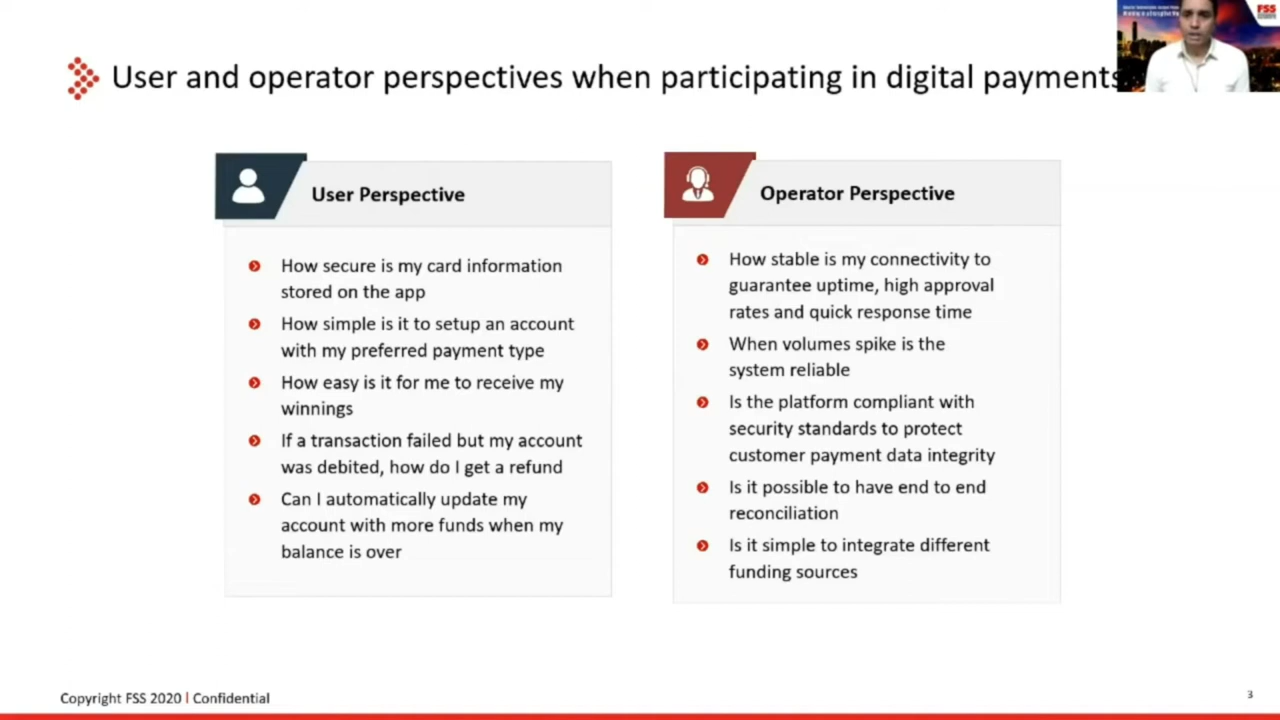 User and operator perspectives when participating in digital payments
FSS
User Perspective
How secure is my card information
stored on the app
How simple is it to setup an account
with my preferred payment type
How easy is it for me to receive my
winnings
If a transaction failed but my account
was debited, how do I get a refund
Can I automatically update my
account with more funds when my
balance is over
Operator Perspective
How stable is my connectivity to
guarantee uptime, high approval
rates and quick response time
When volumes spike is the
system reliable
Is the platform compliant with
security standards to protect
customer payment data integrity
Is it possible to have end to end
reconciliation
Is it simple to integrate different
funding sources
Copyright FSS 2020 | Confidential
3